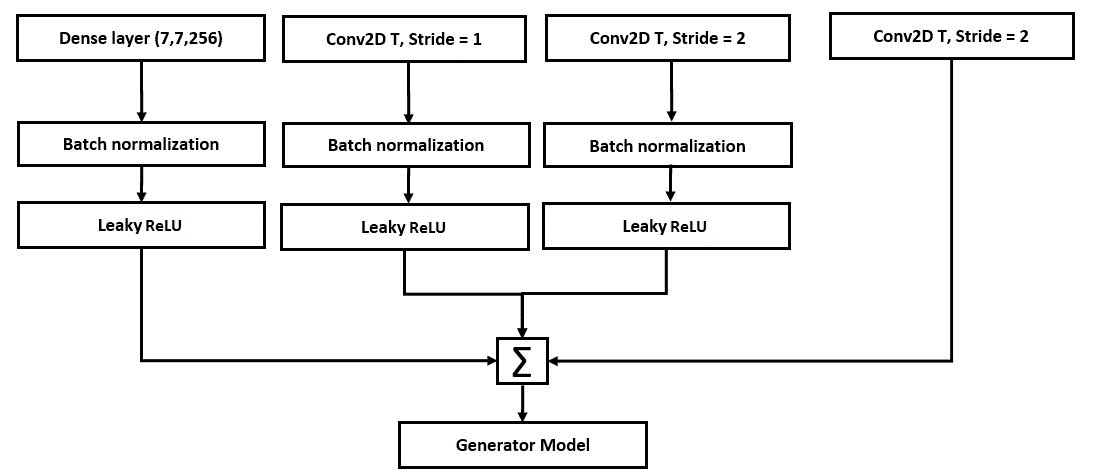 Dense layer (7,7,256)
Conv2D T, Stride = 1
Conv2D T, Stride = 2
Conv2D T, Stride = 2
Batch normalization
Batch normalization
Batch normalization
Leaky ReLU
Leaky ReLU
Leaky ReLU
Σ
Generator Model